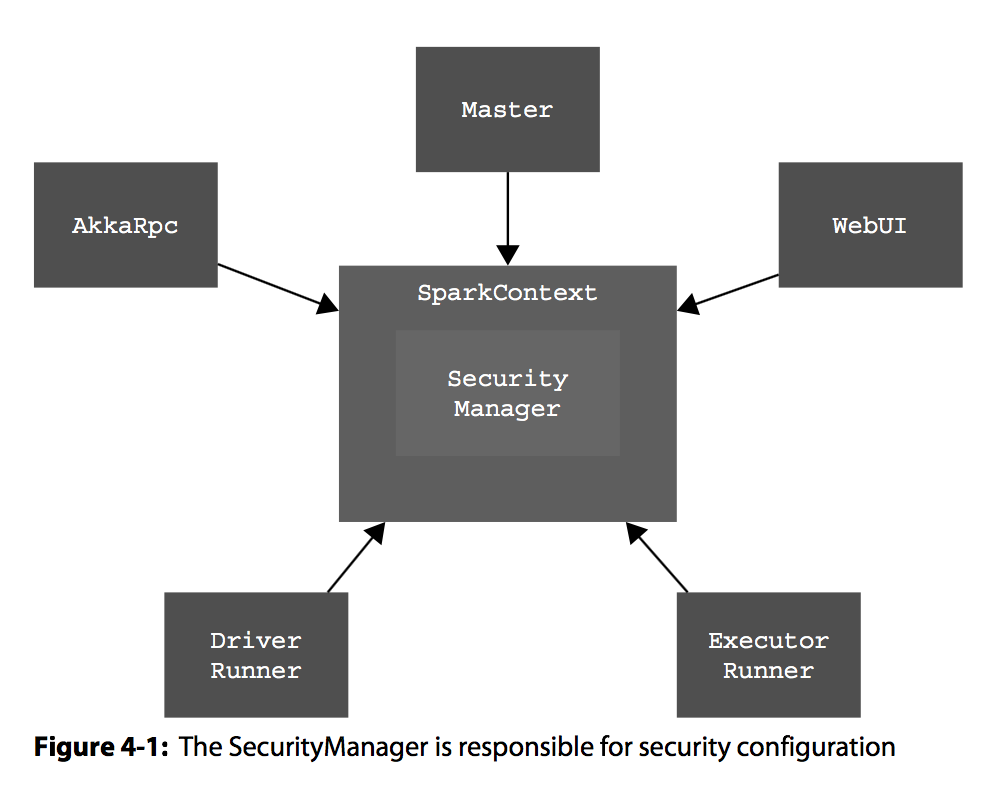 Master
AkkaRpc
WebUI
SparkContext
Security
Manager
Driver
Runner
Executor
Runner
Figure 4-1: The SecurityManager is responsible for security configuration